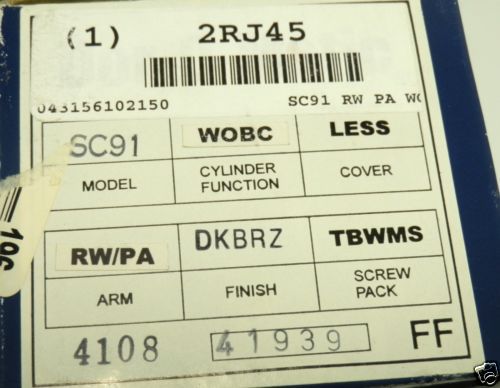 (1) 2RJ45
043156102150 SC91 RW PA WO
SC91 WOBC LESS
MODEL CYLINDER FUNCTION COVER
RW/PA DKBRZ TBWMS
ARM FINISH SCREW PACK
4108 41939 FF
196